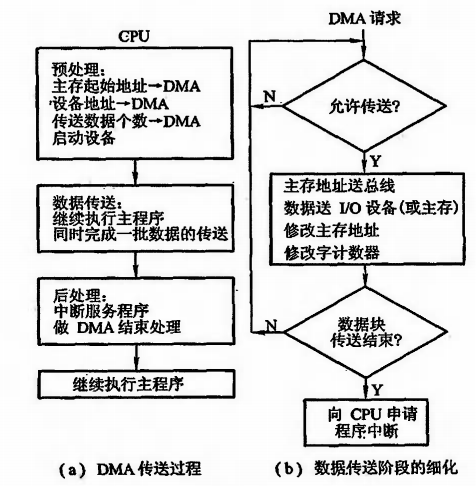 CPU
预处理:
主存起始地址→DMA
设备地址→DMA
传送数据个数→DMA
启动设备
数据传送:
继续执行主程序
同时完成一批数据的传送
后处理:
中断服务程序
做 DMA 结束处理
继续执行主程序
(a) DMA 传送过程
DMA 请求
N
允许传送?
Y
主存地址送总线
数据送 I/O 设备(或主存)
修改主存地址
修改字计数器
N
数据块
传送结束?
Y
向 CPU 申请
程序中断
(b) 数据传送阶段的细化